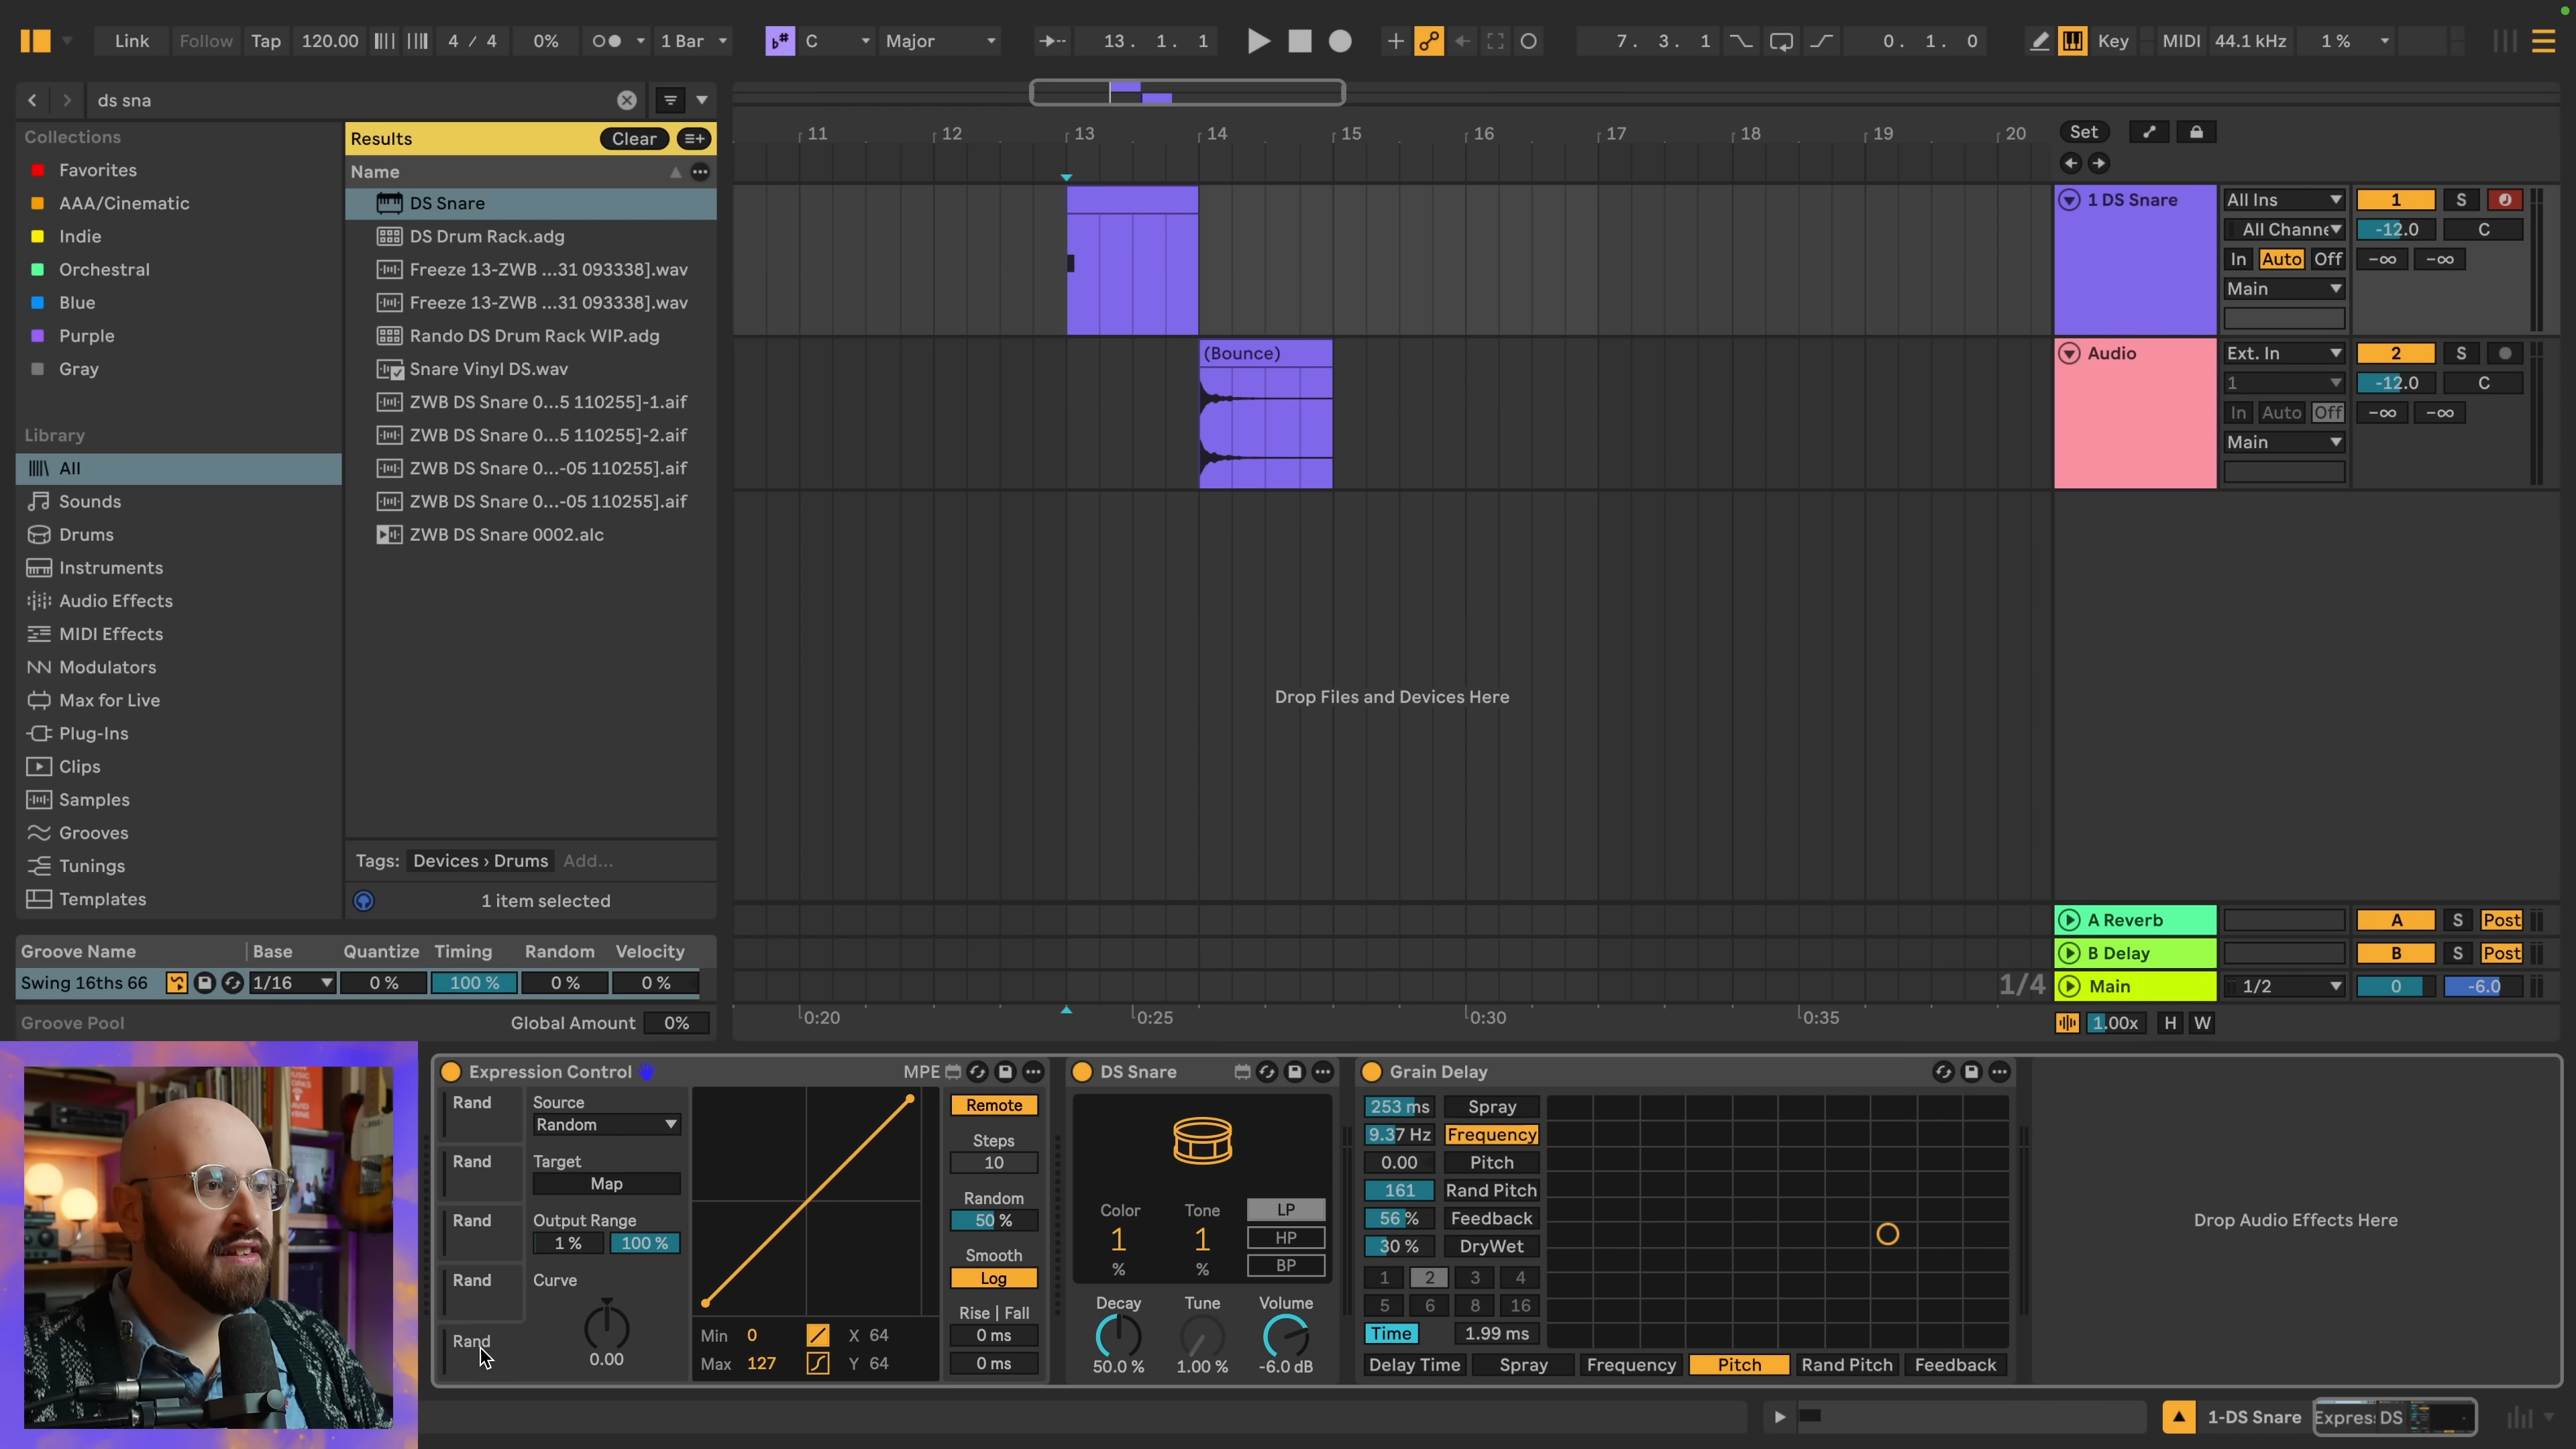 Link Follow Tap 120.00 4 / 4 0% 1 Bar C Major 13. 1. 1 7. 3. 1 0. 1. 0 Key MIDI 44.1 kHz 1 %
ds sna
Collections
Favorites
AAA/Cinematic
Indie
Orchestral
Blue
Purple
Gray
Library
All
Sounds
Drums
Instruments
Audio Effects
MIDI Effects
Modulators
Max for Live
Plug-Ins
Clips
Samples
Grooves
Tunings
Templates
Results Clear
Name
DS Snare
DS Drum Rack.adg
Freeze 13-ZWB ...31 093338].wav
Freeze 13-ZWB ...31 093338].wav
Rando DS Drum Rack WIP.adg
Snare Vinyl DS.wav
ZWB DS Snare 0...5 110255]-1.aif
ZWB DS Snare 0...5 110255]-2.aif
ZWB DS Snare 0...-05 110255].aif
ZWB DS Snare 0...-05 110255].aif
ZWB DS Snare 0002.alc
Tags: Devices › Drums Add...
1 item selected
Groove Name Base Quantize Timing Random Velocity
Swing 16ths 66 1/16 0 % 100 % 0 % 0 %
Groove Pool Global Amount 0%
11 12 13 14 15 16 17 18 19 20
Set
(Bounce)
Drop Files and Devices Here
1/4
0:20 0:25 0:30 0:35
1 DS Snare All Ins 1 S
All Channe -12.0 C
In Auto Off -∞ -∞
Main
Audio Ext. In 2 S
1 -12.0 C
In Auto Off -∞ -∞
Main
A Reverb A S Post
B Delay B S Post
Main 1/2 0 -6.0
1.00x H W
Expression Control MPE
Rand
Rand
Rand
Rand
Rand
Source
Random
Target
Map
Output Range
1 % 100 %
Curve
0.00
Min 0 X 64
Max 127 Y 64
Remote
Steps
10
Random
50 %
Smooth
Log
Rise | Fall
0 ms
0 ms
DS Snare
Color Tone LP
1 1 HP
% % BP
Decay Tune Volume
50.0 % 1.00 % -6.0 dB
Grain Delay
253 ms Spray
9.37 Hz Frequency
0.00 Pitch
161 Rand Pitch
56 % Feedback
30 % DryWet
1 2 3 4
5 6 8 16
Time 1.99 ms
Delay Time Spray Frequency Pitch Rand Pitch Feedback
Drop Audio Effects Here
1-DS Snare Expres DS